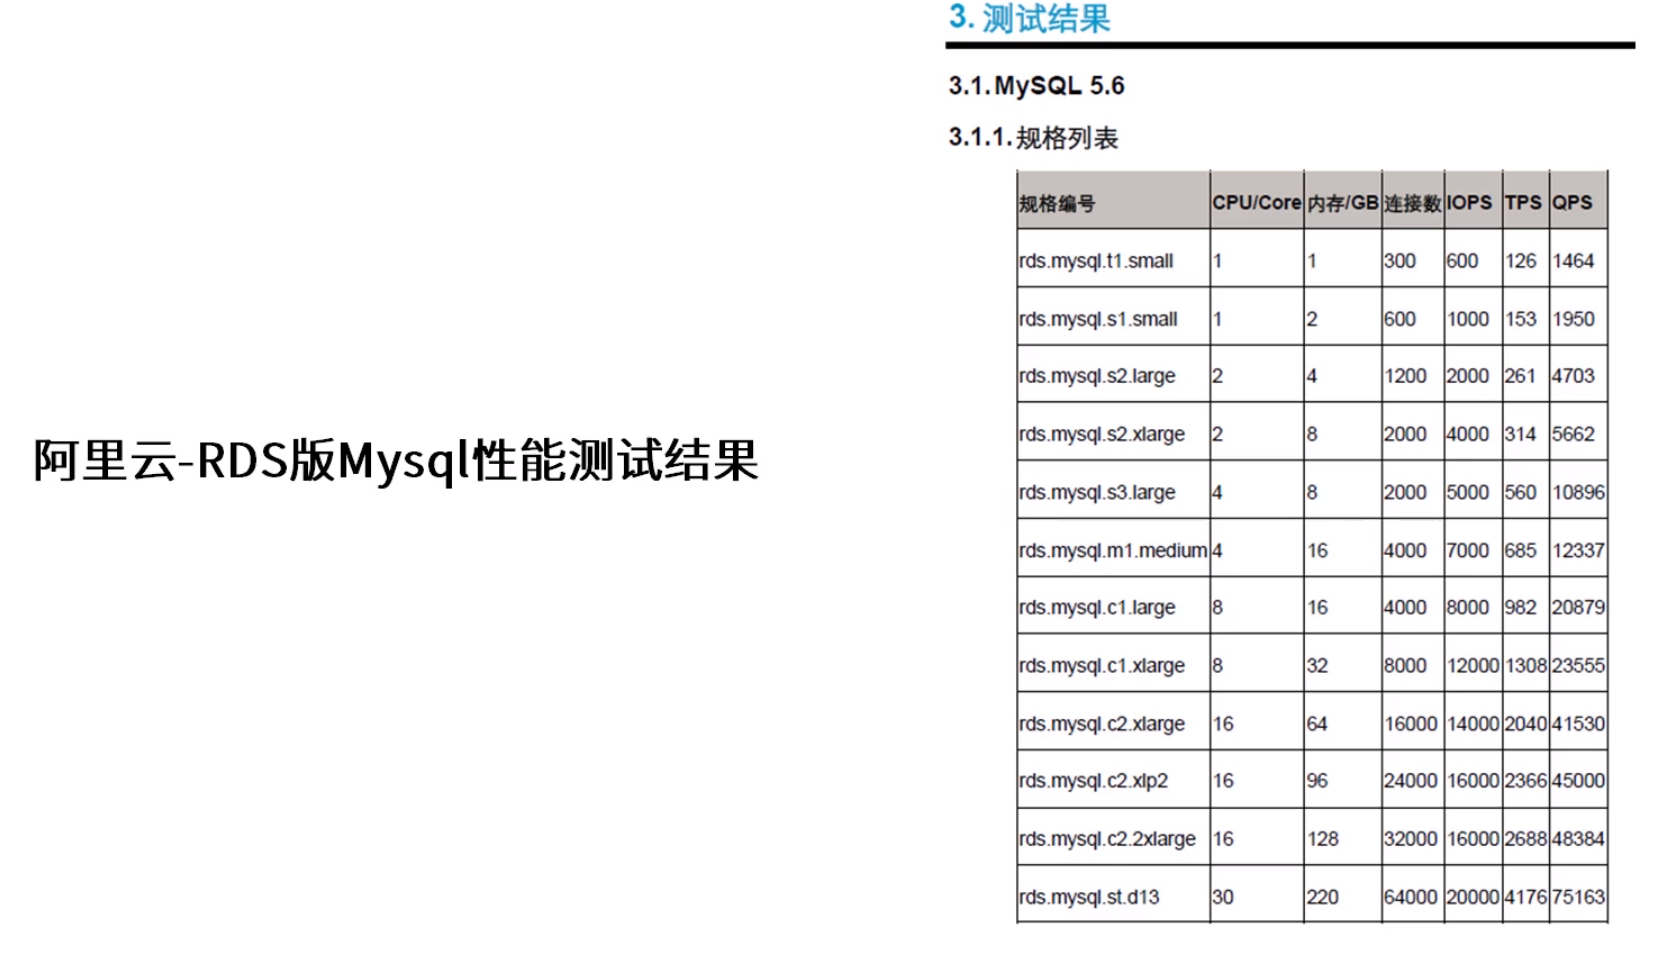 阿里云-RDS版Mysql性能测试结果
3. 测试结果
3.1. MySQL 5.6
3.1.1. 规格列表
规格编号 CPU/Core 内存/GB 连接数 IOPS TPS QPS
rds.mysql.t1.small 1 1 300 600 126 1464
rds.mysql.s1.small 1 2 600 1000 153 1950
rds.mysql.s2.large 2 4 1200 2000 261 4703
rds.mysql.s2.xlarge 2 8 2000 4000 314 5662
rds.mysql.s3.large 4 8 2000 5000 560 10896
rds.mysql.m1.medium 4 16 4000 7000 685 12337
rds.mysql.c1.large 8 16 4000 8000 982 20879
rds.mysql.c1.xlarge 8 32 8000 12000 1308 23555
rds.mysql.c2.xlarge 16 64 16000 14000 2040 41530
rds.mysql.c2.xlp2 16 96 24000 16000 2366 45000
rds.mysql.c2.2xlarge 16 128 32000 16000 2688 48384
rds.mysql.st.d13 30 220 64000 20000 4176 75163